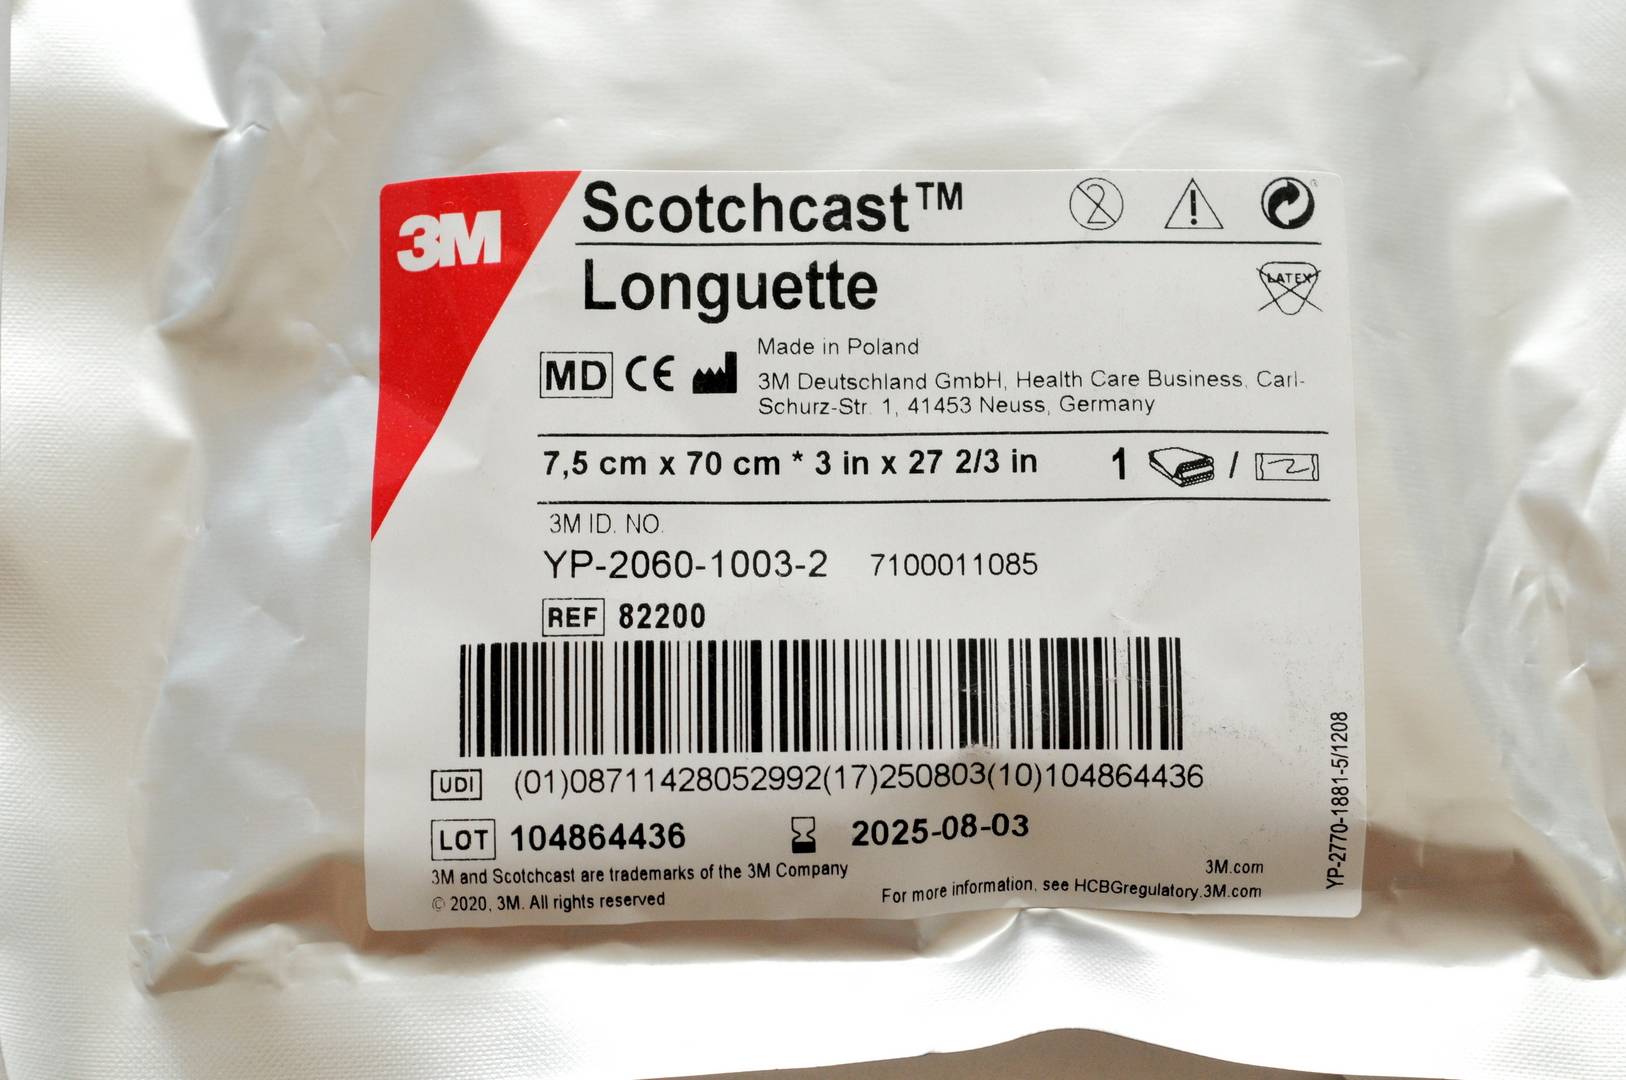 3M
Scotchcast™
Longuette
LATEX
MD CE
Made in Poland
3M Deutschland GmbH, Health Care Business, Carl-
Schurz-Str. 1, 41453 Neuss, Germany
7,5 cm x 70 cm * 3 in x 27 2/3 in 1 /
3M ID. NO.
YP-2060-1003-2 7100011085
REF 82200
UDI (01)08711428052992(17)250803(10)104864436
LOT 104864436 2025-08-03
3M and Scotchcast are trademarks of the 3M Company
© 2020, 3M. All rights reserved
3M.com
For more information, see HCBGregulatory.3M.com
YP-2770-1881-5/1208